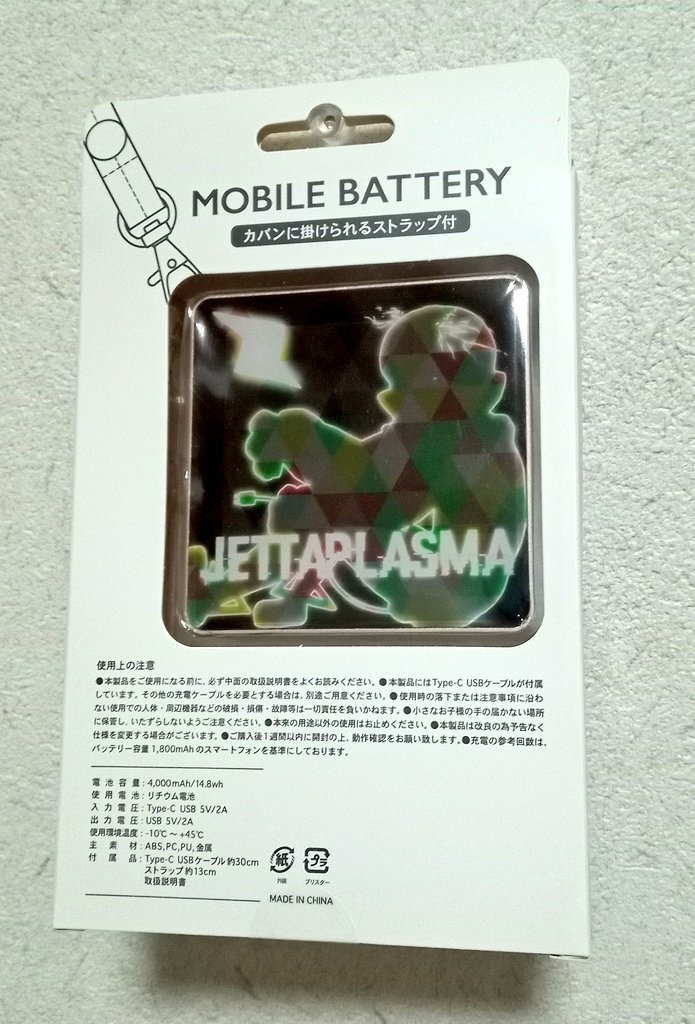 MOBILE BATTERY
カバンに掛けられるストラップ付
JETTAPLASMA
使用上の注意
●本製品をご使用になる前に、必ず中面の取扱説明書をよくお読みください。●本製品にはType-C USBケーブルが付属
しています。その他の充電ケーブルを必要とする場合は、別途ご用意ください。●使用時の落下または注意事項に沿わ
ない使用での人体・周辺機器などの破損・損傷・故障等は一切責任を負いかねます。●小さなお子様の手の届かない場所
に保管し、いたずらしないようご注意ください。●本来の用途以外の使用はお止めください。●本製品は改良の為予告なく
仕様を変更する場合がございます。●ご購入後1週間以内に開封の上、動作確認をお願い致します。●充電の参考回数は、
バッテリー容量1,800mAhのスマートフォンを基準にしております。
電池容量：4,000mAh/14.8wh
使用電池：リチウム電池
入力電圧：Type-C USB 5V/2A
出力電圧：USB 5V/2A
使用環境温度：-10℃～+45℃
主素材：ABS,PC,PU,金属
付属品：Type-C USBケーブル約30cm
ストラップ約13cm
取扱説明書
紙
プラ
外箱
ブリスター
MADE IN CHINA